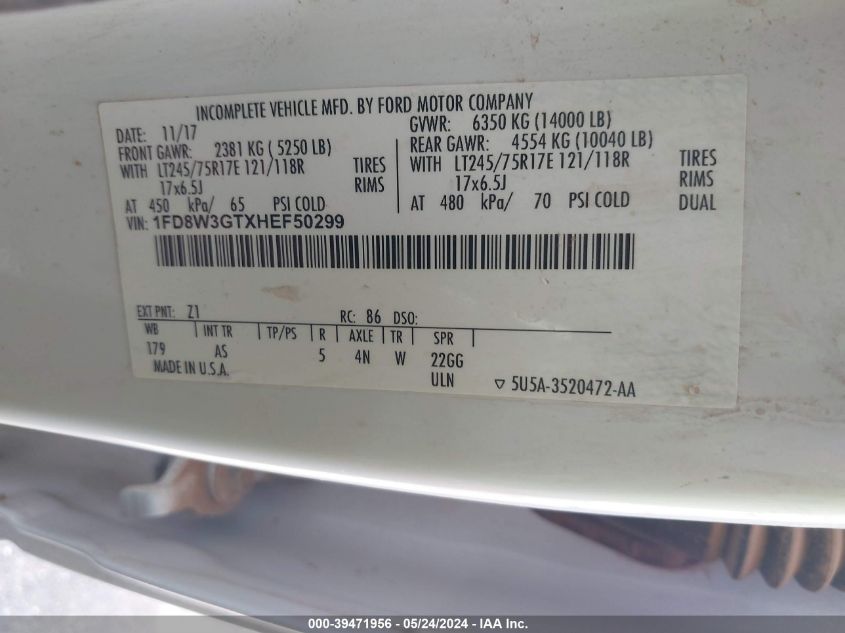 INCOMPLETE VEHICLE MFD. BY FORD MOTOR COMPANY
DATE: 11/17
GVWR: 6350 KG (14000 LB)
FRONT GAWR: 2381 KG ( 5250 LB)
REAR GAWR: 4554 KG (10040 LB)
WITH LT245/75R17E 121/118R TIRES
WITH LT245/75R17E 121/118R TIRES
17x6.5J RIMS
17x6.5J RIMS
AT 450 kPa/ 65 PSI COLD
AT 480 kPa/ 70 PSI COLD DUAL
VIN: 1FD8W3GTXHEF50299
EXT PNT: Z1 RC: 86 DSO:
WB INT TR TP/PS R AXLE TR SPR
179 AS 5 4N W 22GG
MADE IN U.S.A. ULN
5U5A-3520472-AA
000-39471956 - 05/24/2024 - IAA Inc.